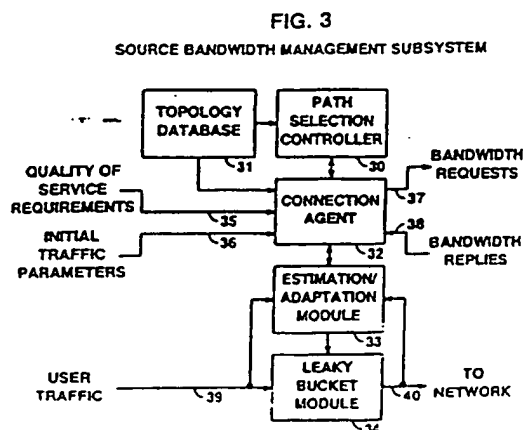 FIG. 3
SOURCE BANDWIDTH MANAGEMENT SUBSYSTEM
TOPOLOGY
DATABASE
31
PATH
SELECTION
CONTROLLER
30
QUALITY OF
SERVICE
REQUIREMENTS
35
INITIAL
TRAFFIC
PARAMETERS
36
CONNECTION
AGENT
32
BANDWIDTH
REQUESTS
37
38
BANDWIDTH
REPLIES
ESTIMATION/
ADAPTATION
MODULE
33
USER
TRAFFIC
39
LEAKY
BUCKET
MODULE
34
40
TO
NETWORK